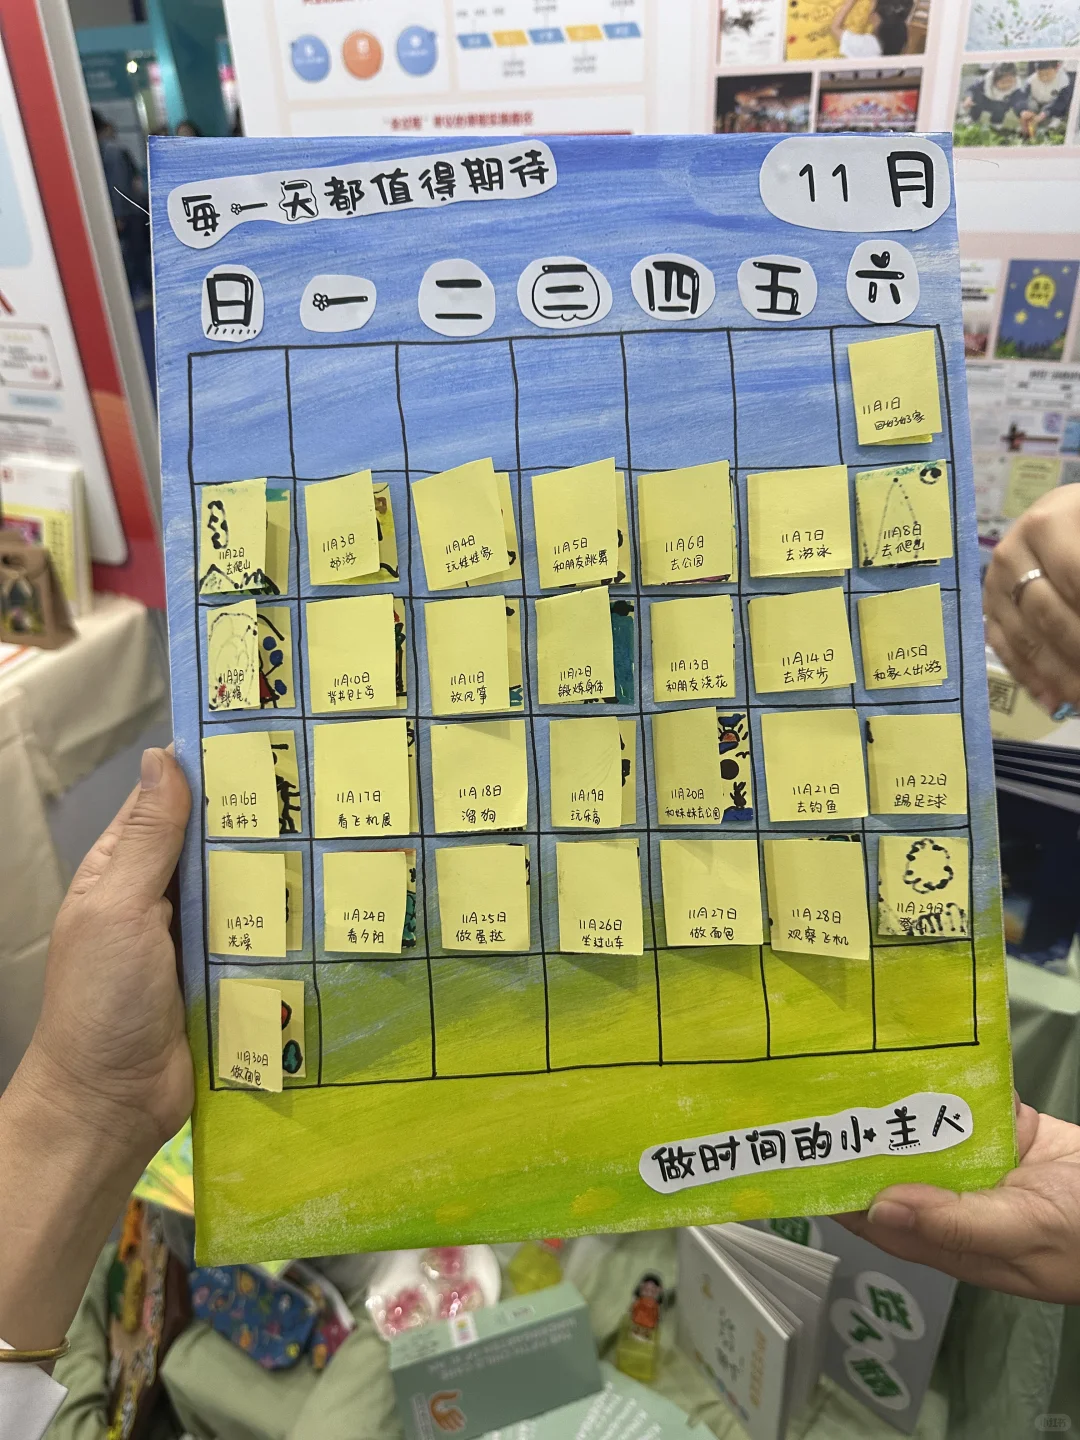 每一天都值得期待
11月
日 一 二 三 四 五 六
11月1日
11月2日
去爬山
11月3日
郊游
11月4日
玩娃娃家
11月5日
和朋友跳舞
11月6日
去公园
11月7日
去游泳
11月8日
去爬山
11月9日
11月10日
背书包上学
11月11日
放风筝
11月12日
锻炼身体
11月13日
和朋友浇花
11月14日
去散步
11月15日
和家人出游
11月16日
摘柿子
11月17日
看飞机展
11月18日
溜狗
11月19日
玩乐高
11月20日
和妹妹去公园
11月21日
去钓鱼
11月22日
踢足球
11月23日
洗澡
11月24日
看夕阳
11月25日
做蛋挞
11月26日
坐过山车
11月27日
做面包
11月28日
观察飞机
11月29日
11月30日
做面包
做时间的小主人